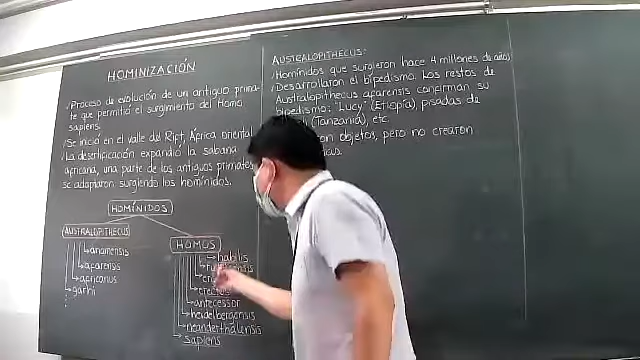 HOMINIZACIÓN
✓Proceso de evolución de un antiguo prima-
te que permitió el surgimiento del Homo
sapiens.
✓Se inició en el valle del Rift, África oriental.
✓La desertificación expandió la sabana
africana, una parte de los antiguos primates
se adaptaron surgiendo los homínidos.
HOMÍNIDOS
AUSTRALOPITHECUS
anamensis
afarensis
africanus
garhi
HOMOS
habilis
erectus
antecessor
heidelbergensis
neanderthalensis
sapiens
AUSTRALOPITHECUS:
✓Homínidos que surgieron hace 4 millones de años
✓Desarrollaron el bipedismo. Los restos de
Australopithecus afarensis confirman su
bipedismo: "Lucy" (Etiopía), pisadas de
(Tanzania), etc.
objetos, pero no crearon